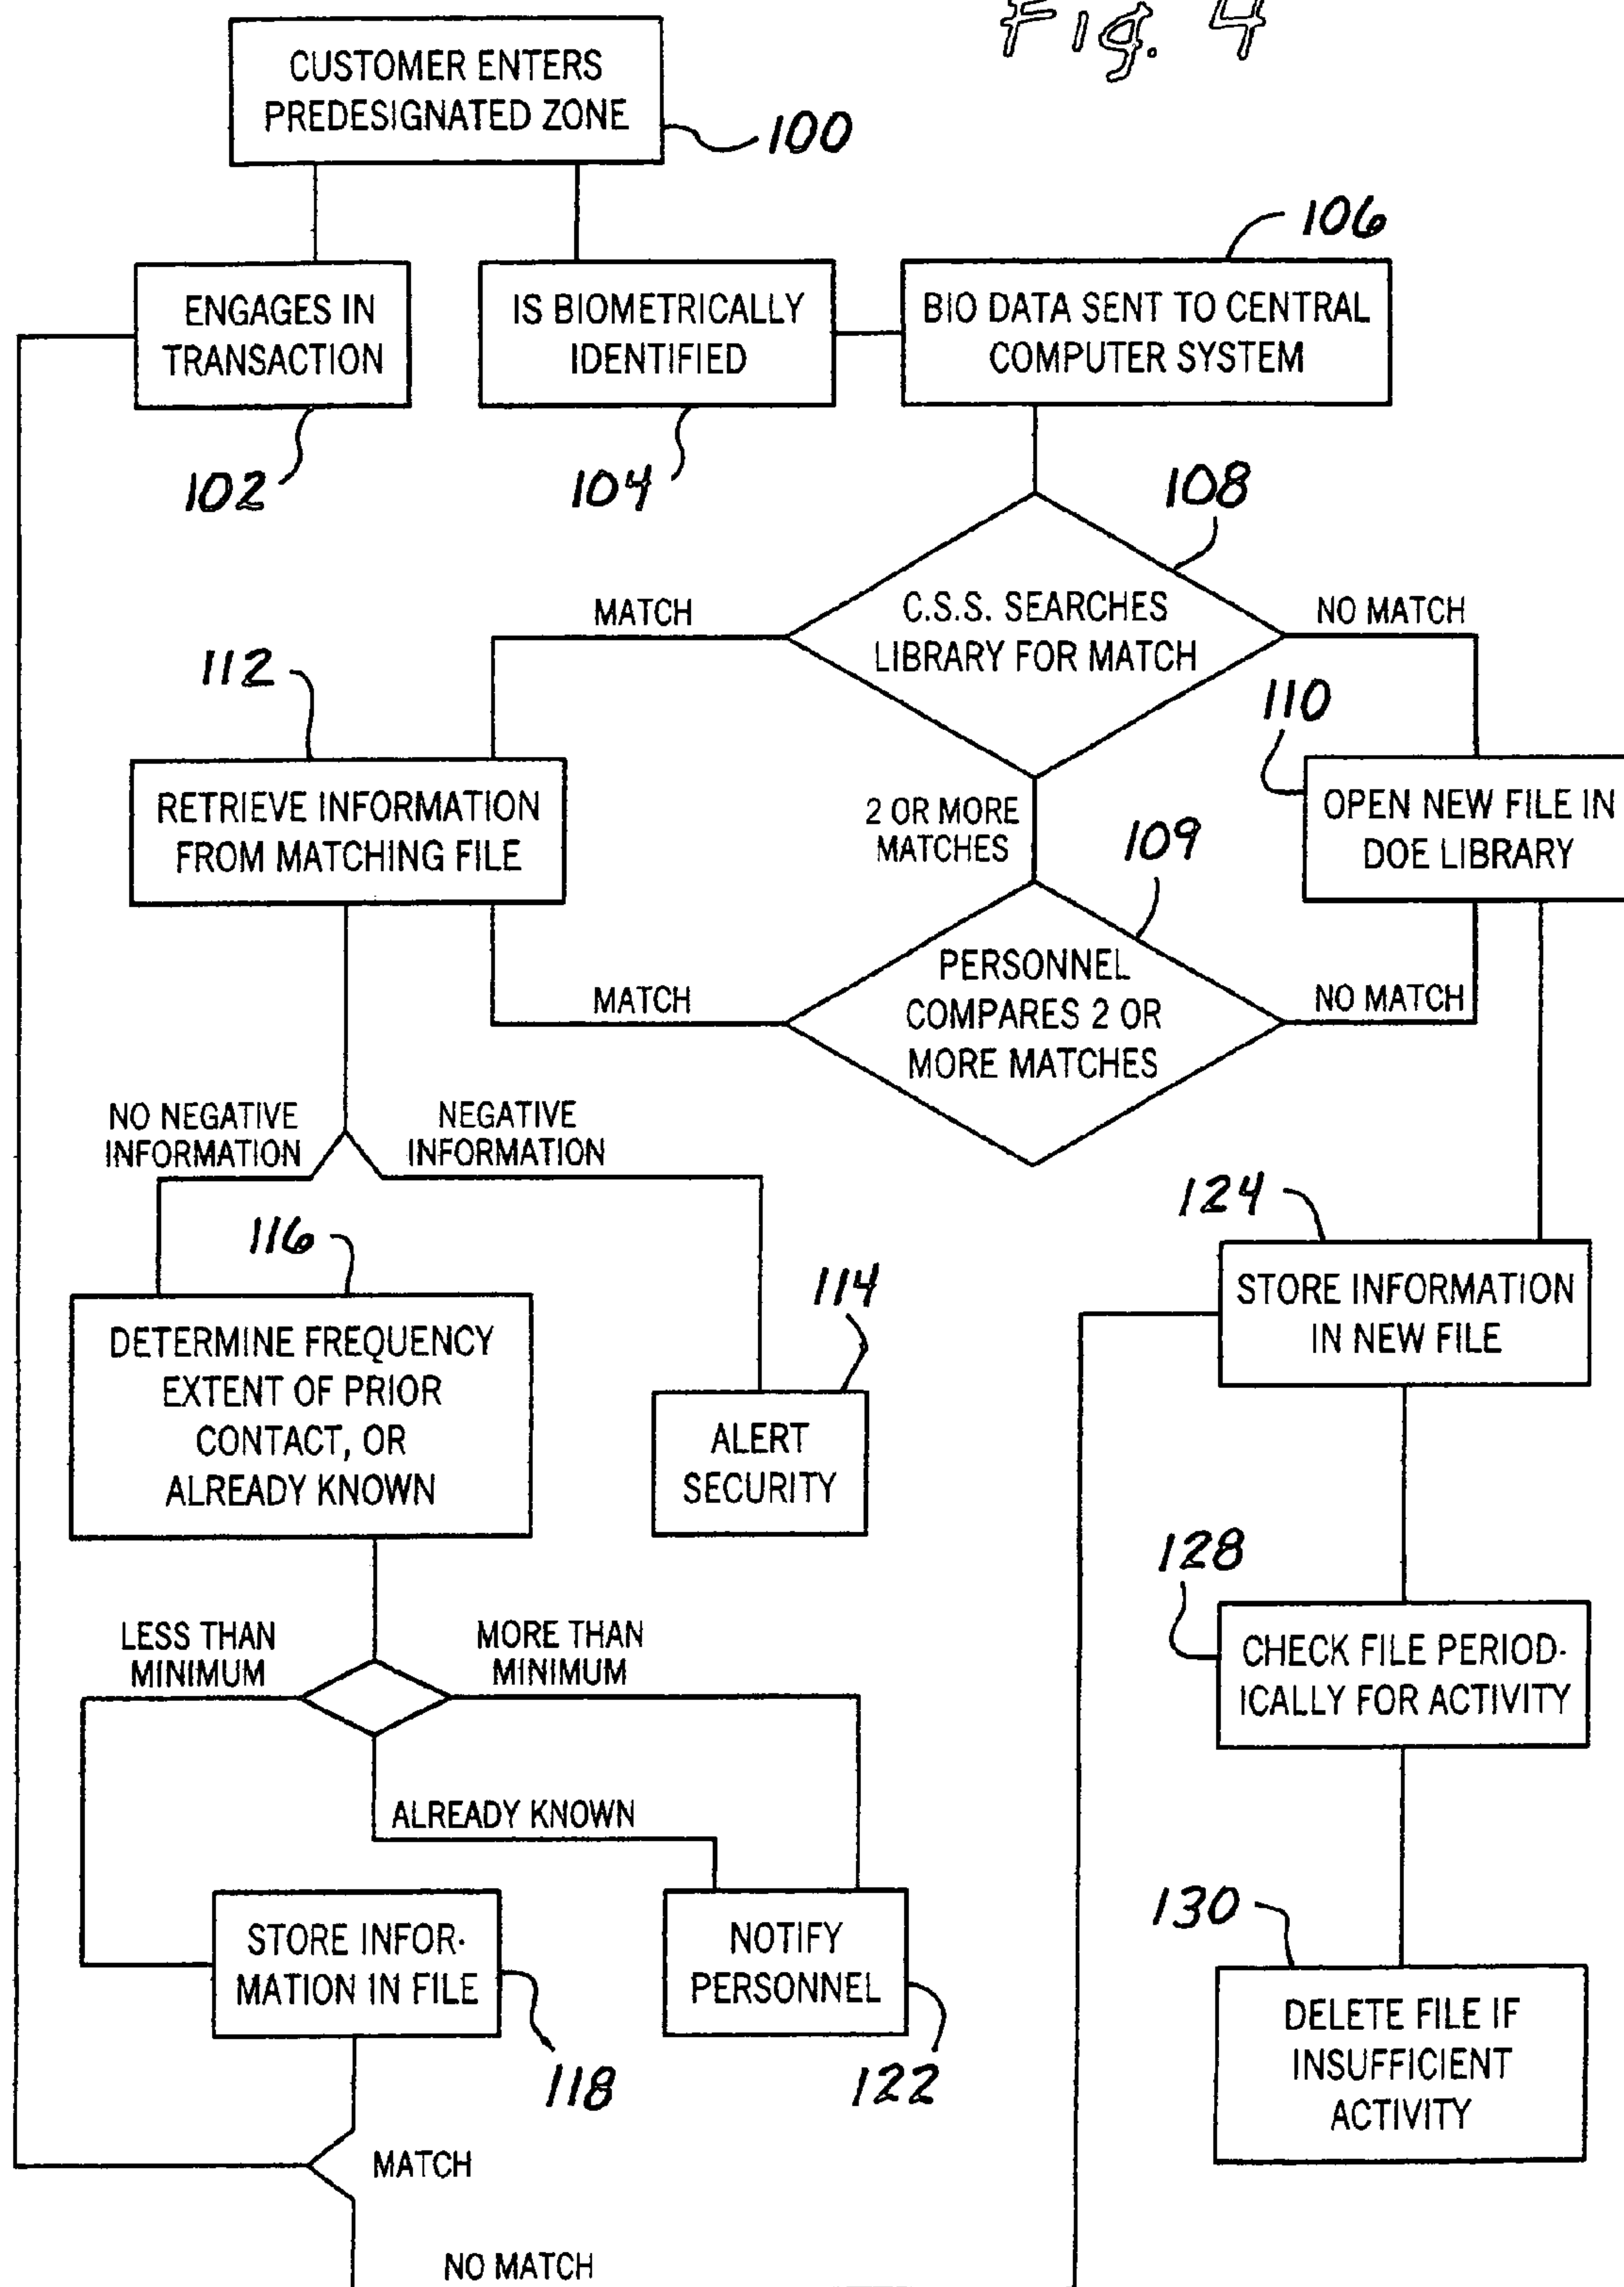 Fig. 4
CUSTOMER ENTERS
PREDESIGNATED ZONE
100
106
ENGAGES IN
TRANSACTION
IS BIOMETRICALLY
IDENTIFIED
BIO DATA SENT TO CENTRAL
COMPUTER SYSTEM
102
104
108
C.S.S. SEARCHES
LIBRARY FOR MATCH
MATCH
NO MATCH
112
110
RETRIEVE INFORMATION
FROM MATCHING FILE
2 OR MORE
MATCHES
109
OPEN NEW FILE IN
DOE LIBRARY
PERSONNEL
COMPARES 2 OR
MORE MATCHES
MATCH
NO MATCH
NO NEGATIVE
INFORMATION
NEGATIVE
INFORMATION
124
116
114
STORE INFORMATION
IN NEW FILE
DETERMINE FREQUENCY
EXTENT OF PRIOR
CONTACT, OR
ALREADY KNOWN
ALERT
SECURITY
128
LESS THAN
MINIMUM
MORE THAN
MINIMUM
CHECK FILE PERIOD-
ICALLY FOR ACTIVITY
ALREADY KNOWN
130
STORE INFOR-
MATION IN FILE
NOTIFY
PERSONNEL
DELETE FILE IF
INSUFFICIENT
ACTIVITY
118
122
MATCH
NO MATCH